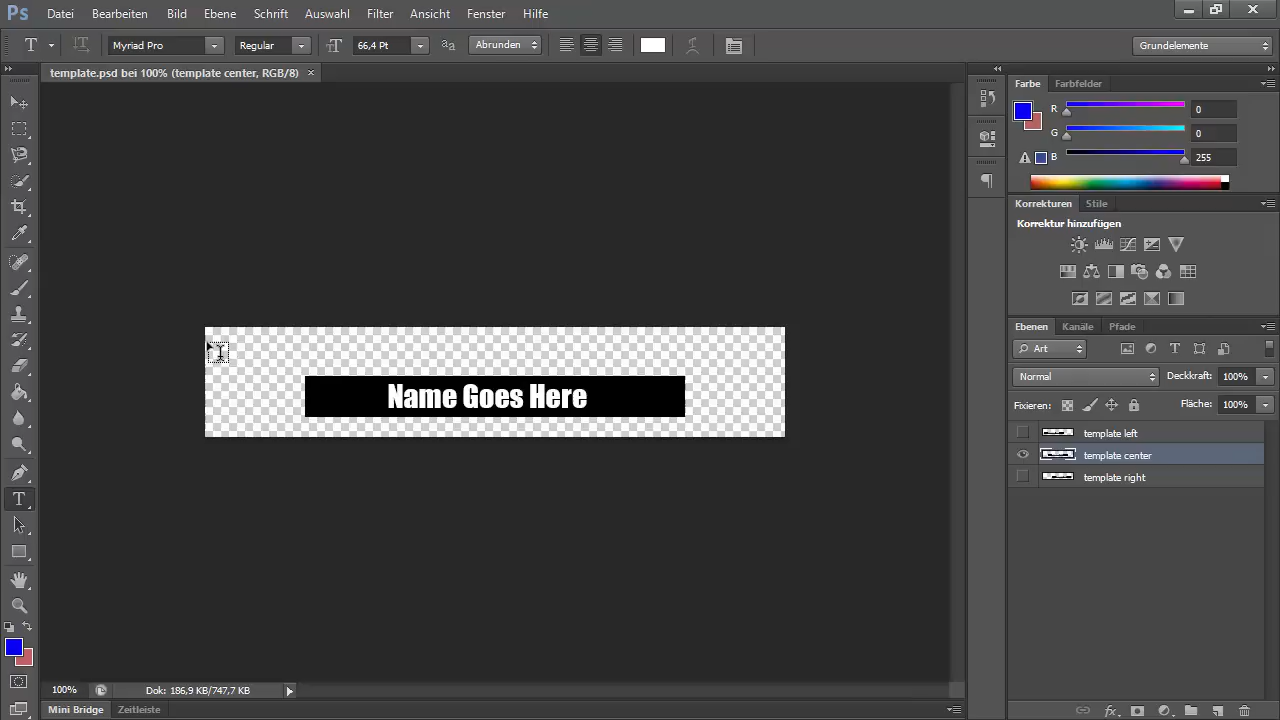 Ps Datei Bearbeiten Bild Ebene Schrift Auswahl Filter Ansicht Fenster Hilfe
T Myriad Pro Regular 66,4 Pt Abrunden Grundelemente
template.psd bei 100% (template center, RGB/8) ×
Farbe Farbfelder
R 0
G 0
B 255
Korrekturen Stile
Korrektur hinzufügen
Name Goes Here
Ebenen Kanäle Pfade
Art
Normal Deckkraft: 100%
Fixieren: Fläche: 100%
template left
template center
template right
100% Dok: 186,9 KB/747,7 KB
Mini Bridge Zeitleiste